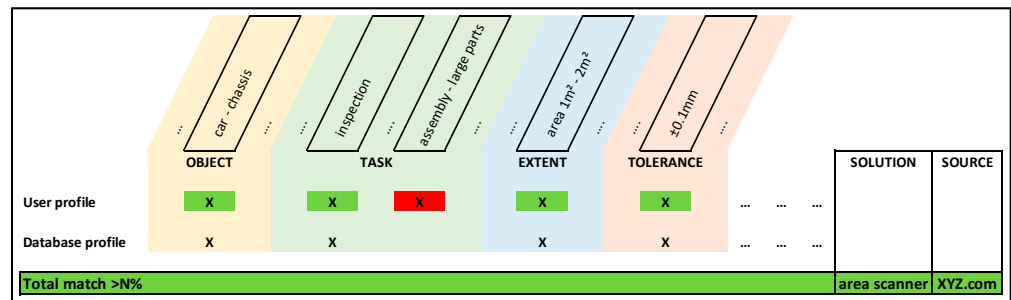 .... car - chassis .... inspection .... assembly - large parts .... area 1m² - 2m² .... ±0.1mm ....
OBJECT TASK EXTENT TOLERANCE SOLUTION SOURCE
User profile X X X X X ... ... ...
Database profile X X X X ... ... ...
Total match >N% area scanner XYZ.com